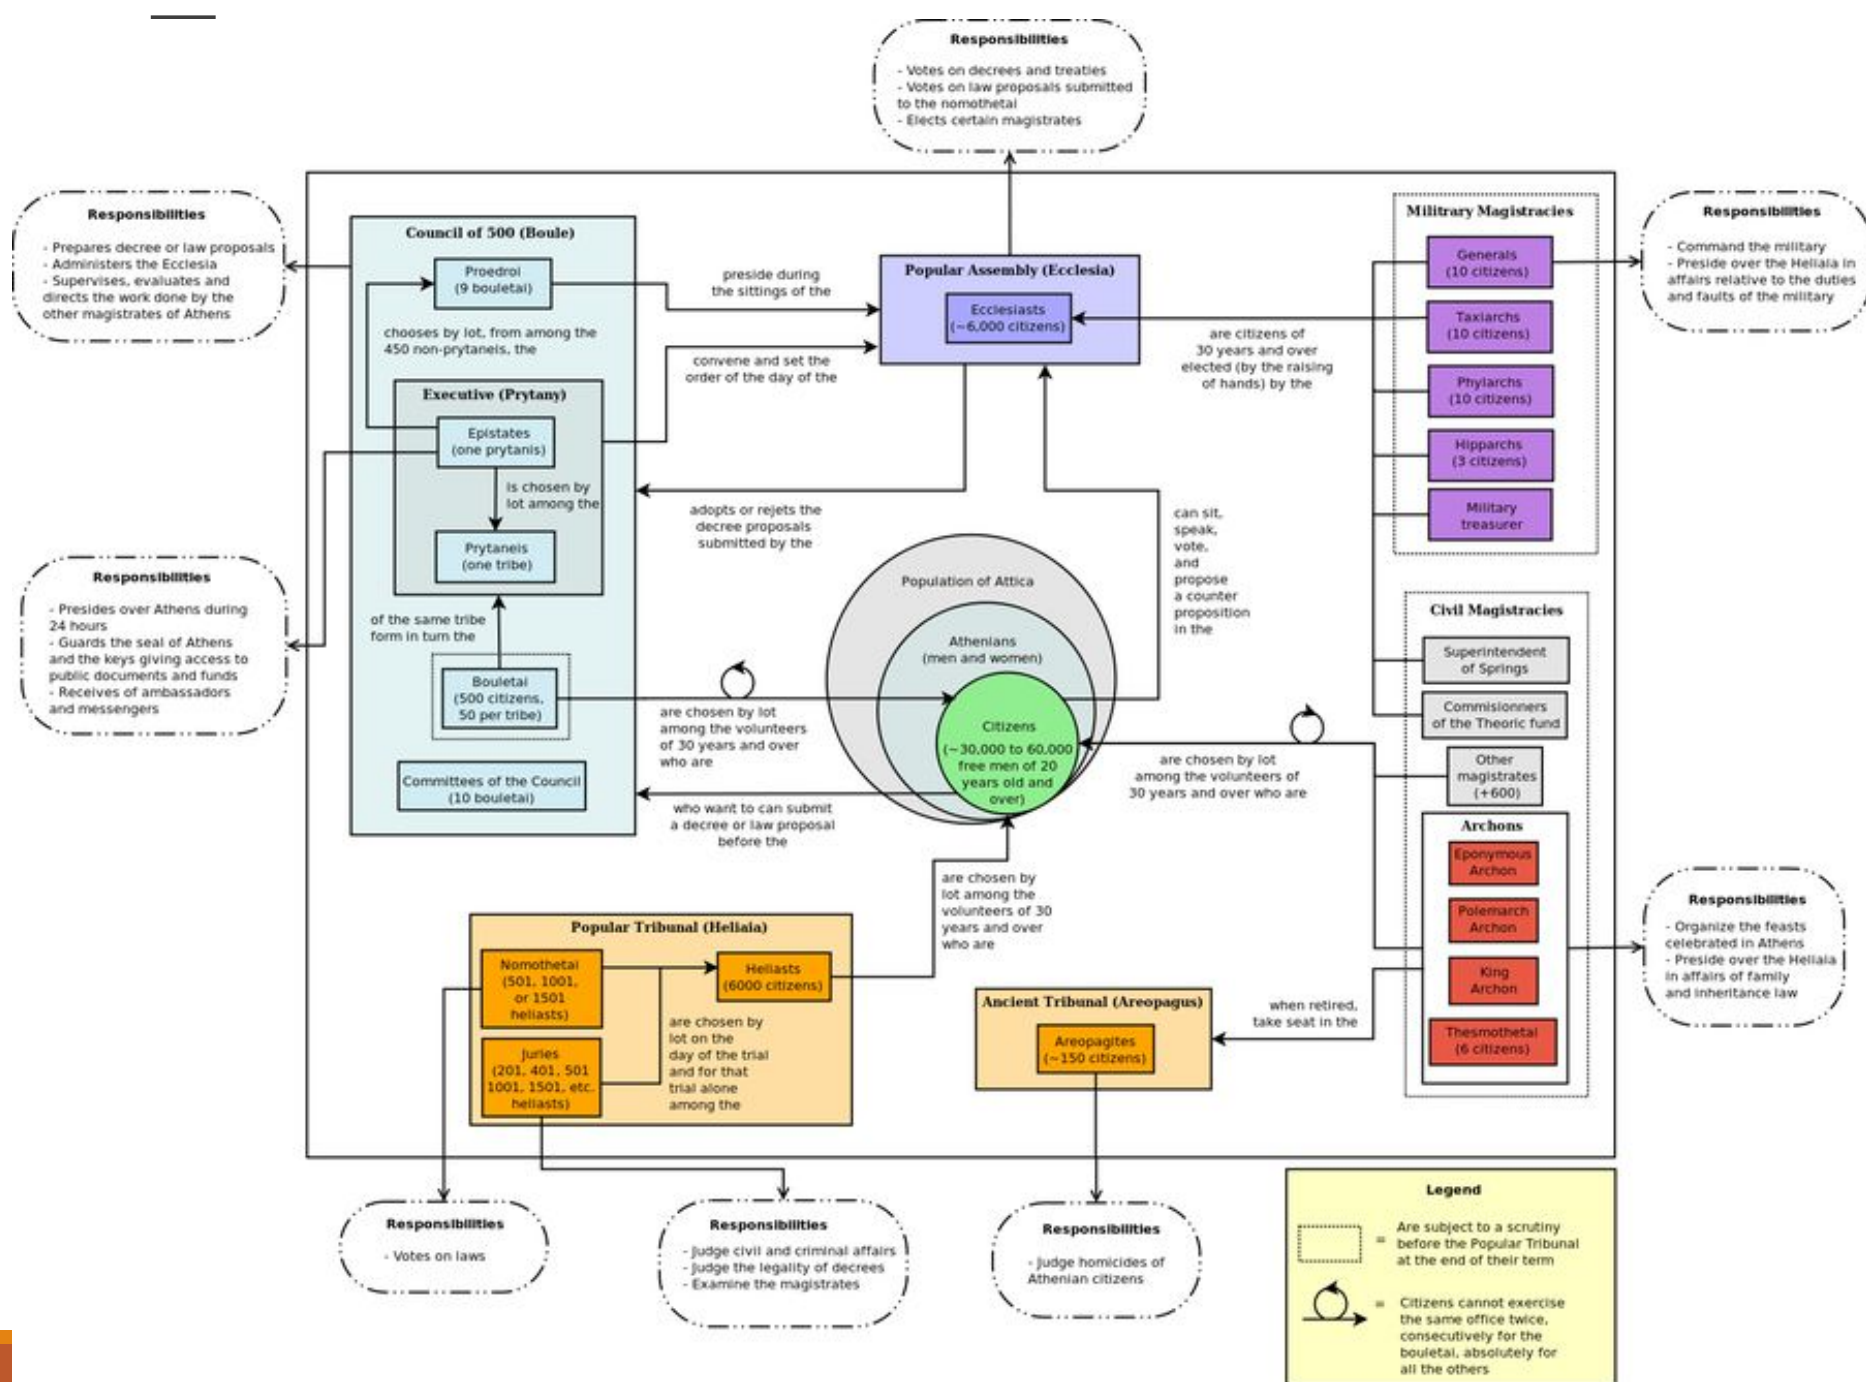 Responsibilities
- Votes on decrees and treaties
- Votes on law proposals submitted
to the nomothetai
- Elects certain magistrates
Responsibilities
- Prepares decree or law proposals
- Administers the Ecclesia
- Supervises, evaluates and
directs the work done by the
other magistrates of Athens
Council of 500 (Boule)
Proedroi
(9 bouletai)
chooses by lot, from among the
450 non-prytaneis, the
Executive (Prytany)
Epistates
(one prytanis)
is chosen by
lot among the
Prytaneis
(one tribe)
of the same tribe
form in turn the
Bouletai
(500 citizens,
50 per tribe)
Committees of the Council
(10 bouletai)
Responsibilities
- Presides over Athens during
24 hours
- Guards the seal of Athens
and the keys giving access to
public documents and funds
- Receives of ambassadors
and messengers
preside during
the sittings of the
convene and set the
order of the day of the
Popular Assembly (Ecclesia)
Ecclesiasts
(~6,000 citizens)
adopts or rejets the
decree proposals
submitted by the
are citizens of
30 years and over
elected (by the raising
of hands) by the
can sit,
speak,
vote,
and
propose
a counter
proposition
in the
Population of Attica
Athenians
(men and women)
Citizens
(~30,000 to 60,000
free men of 20
years old and
over)
are chosen by lot
among the volunteers
of 30 years and over
who are
who want to can submit
a decree or law proposal
before the
are chosen by lot
among the volunteers of
30 years and over who are
are chosen by
lot among the
volunteers of 30
years and over
who are
Militrary Magistracies
Generals
(10 citizens)
Taxiarchs
(10 citizens)
Phylarchs
(10 citizens)
Hipparchs
(3 citizens)
Military
treasurer
Responsibilities
- Command the military
- Preside over the Heliaia in
affairs relative to the duties
and faults of the military
Civil Magistracies
Superintendent
of Springs
Commisionners
of the Theoric fund
Other
magistrates
(+600)
Archons
Eponymous
Archon
Polemarch
Archon
King
Archon
Thesmothetai
(6 citizens)
Responsibilities
- Organize the feasts
celebrated in Athens
- Preside over the Heliaia
in affairs of family
and inheritance law
Popular Tribunal (Heliaia)
Nomothetai
(501, 1001,
or 1501
heliasts)
Heliasts
(6000 citizens)
Juries
(201, 401, 501
1001, 1501, etc.
heliasts)
are chosen by
lot on the
day of the trial
and for that
trial alone
among the
Ancient Tribunal (Areopagus)
Areopagites
(~150 citizens)
when retired,
take seat in the
Responsibilities
- Votes on laws
Responsibilities
- Judge civil and criminal affairs
- Judge the legality of decrees
- Examine the magistrates
Responsibilities
- Judge homicides of
Athenian citizens
Legend
= Are subject to a scrutiny
before the Popular Tribunal
at the end of their term
= Citizens cannot exercise
the same office twice,
consecutively for the
bouletai, absolutely for
all the others